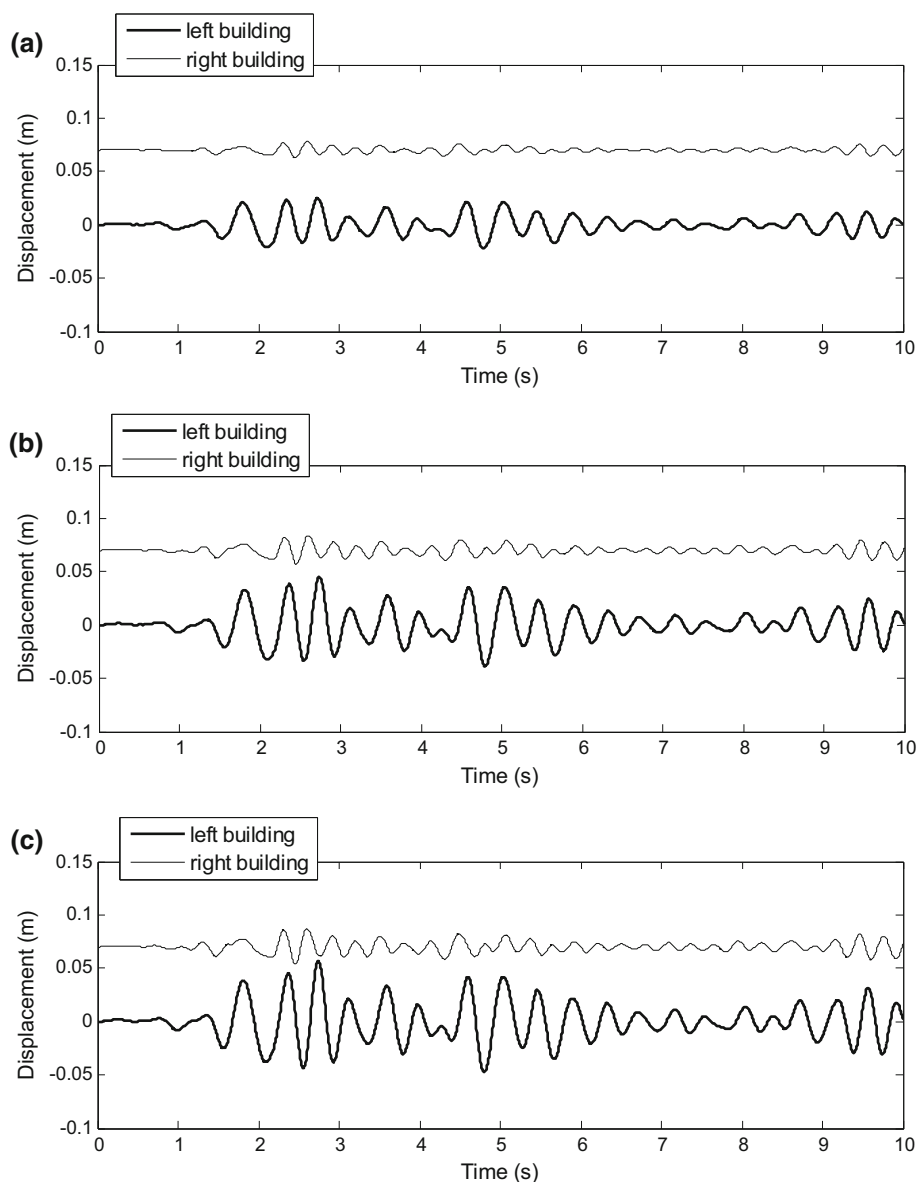 (a)
left building
right building
0.15
0.1
0.05
0
-0.05
-0.1
Displacement (m)
0 1 2 3 4 5 6 7 8 9 10
Time (s)
(b)
left building
right building
0.15
0.1
0.05
0
-0.05
-0.1
Displacement (m)
0 1 2 3 4 5 6 7 8 9 10
Time (s)
(c)
left building
right building
0.15
0.1
0.05
0
-0.05
-0.1
Displacement (m)
0 1 2 3 4 5 6 7 8 9 10
Time (s)